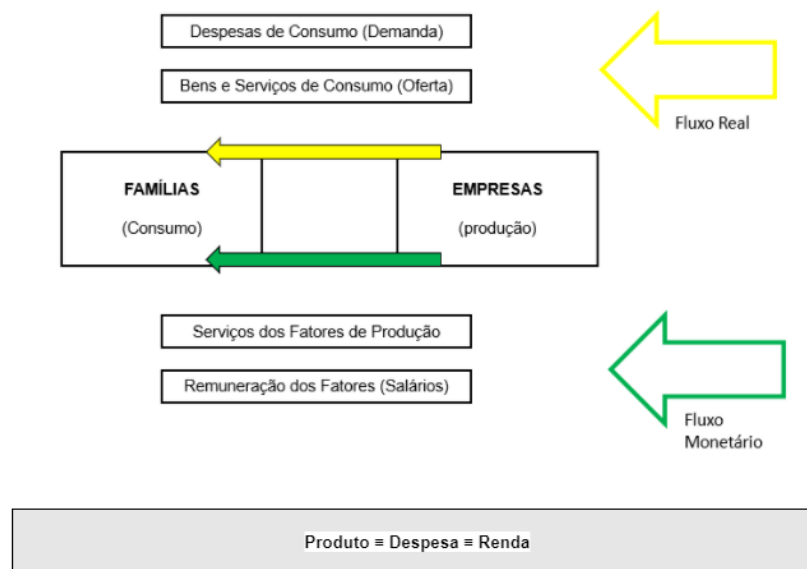 Despesas de Consumo (Demanda)
Bens e Serviços de Consumo (Oferta)
Fluxo Real
FAMÍLIAS
(Consumo)
EMPRESAS
(produção)
Serviços dos Fatores de Produção
Remuneração dos Fatores (Salários)
Fluxo
Monetário
Produto ≡ Despesa ≡ Renda